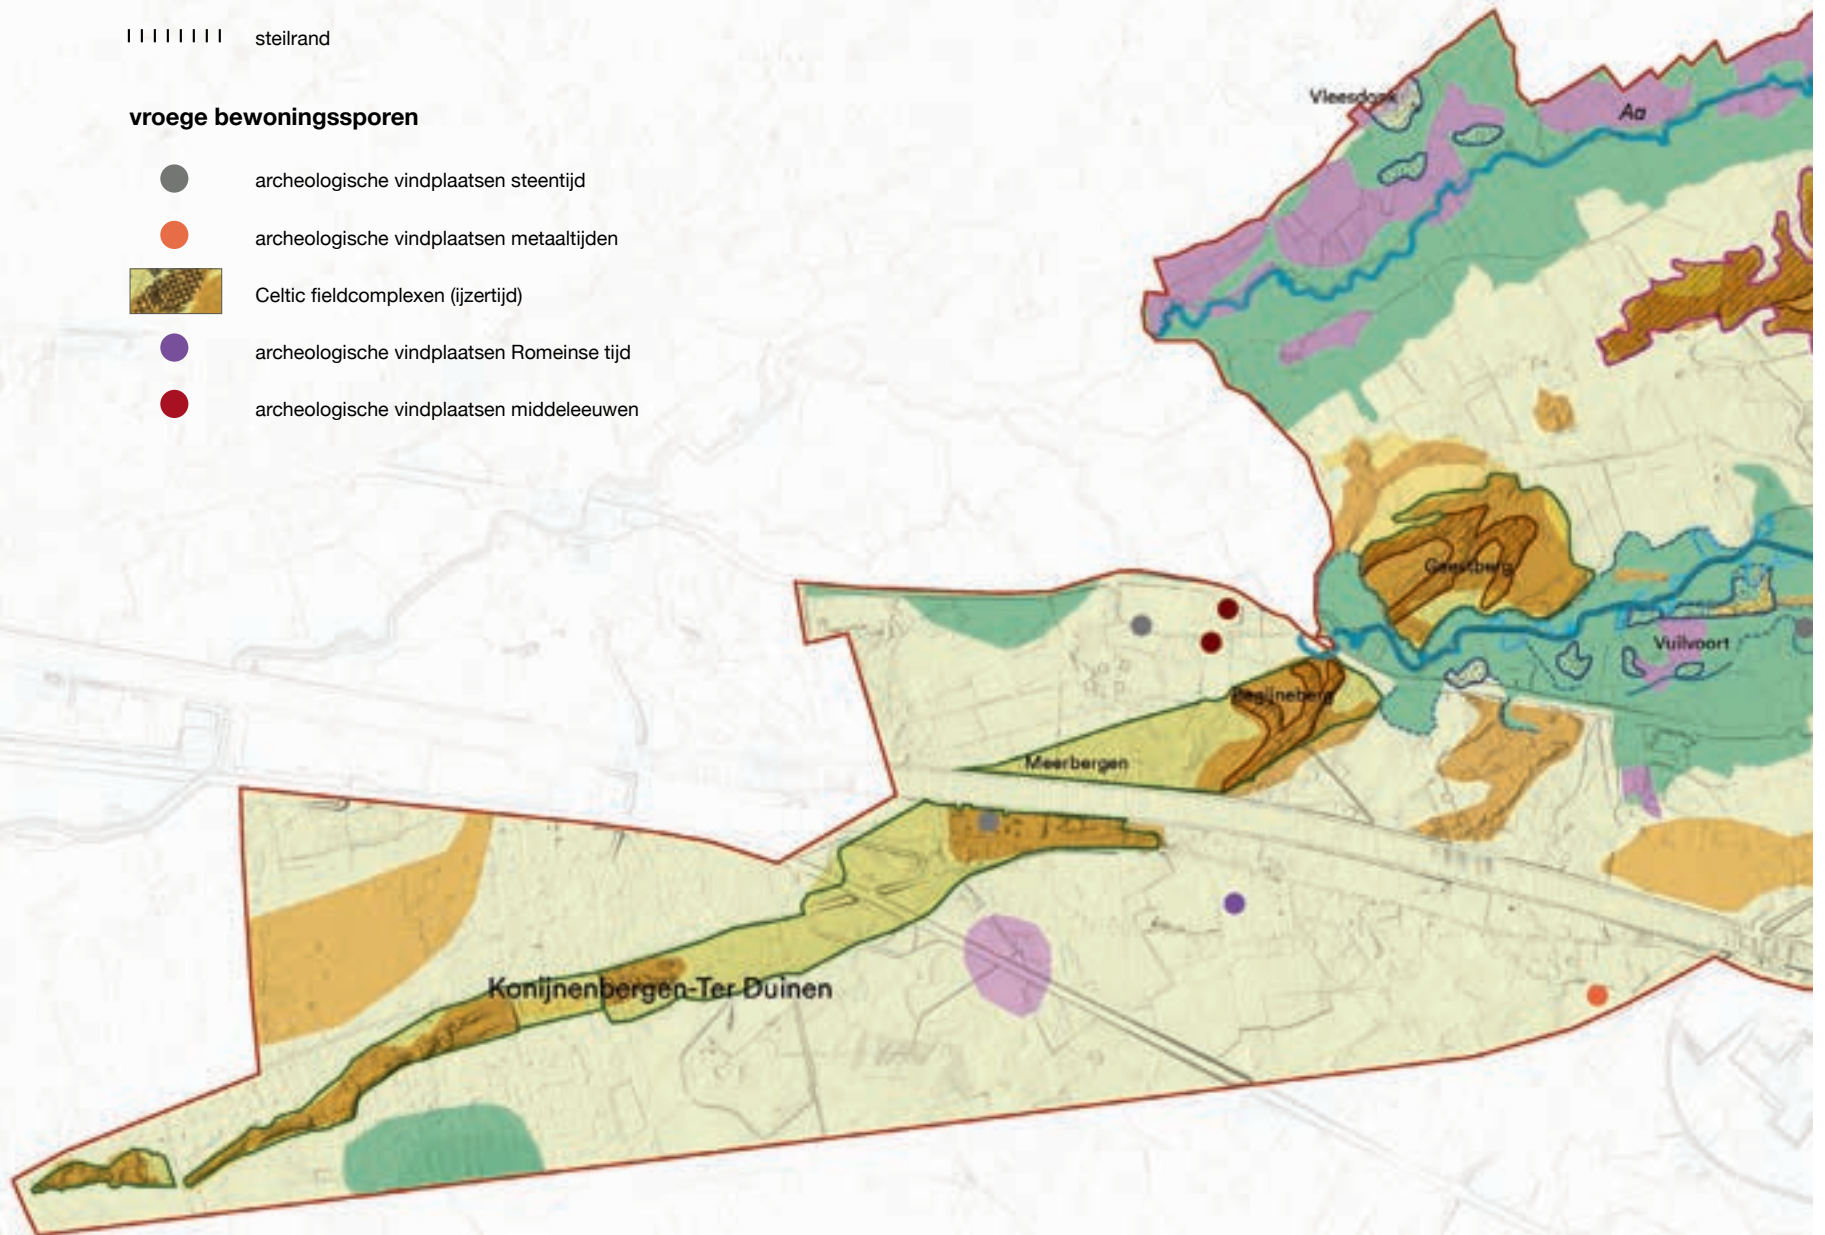 steilrand
vroege bewoningssporen
archeologische vindplaatsen steentijd
archeologische vindplaatsen metaaltijden
Celtic fieldcomplexen (ijzertijd)
archeologische vindplaatsen Romeinse tijd
archeologische vindplaatsen middeleeuwen
Vleesdonk
Aa
Geestberg
Vuilvoort
Begijneberg
Meerbergen
Konijnenbergen-Ter Duinen